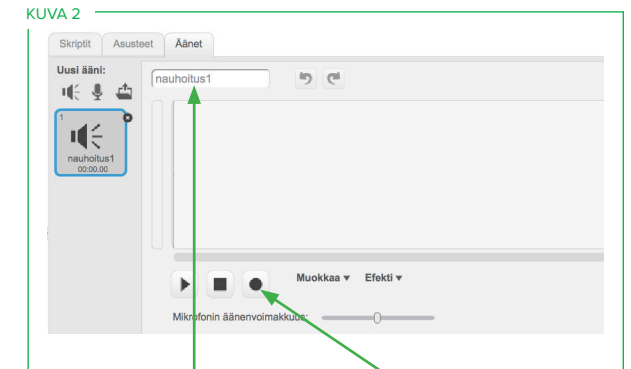 KUVA 2
Skriptit Asusteet Äänet
Uusi ääni:
nauhoitus1
1
nauhoitus1
00:00.00
Muokkaa ▾ Efekti ▾
Mikrofonin äänenvoimakkuus: